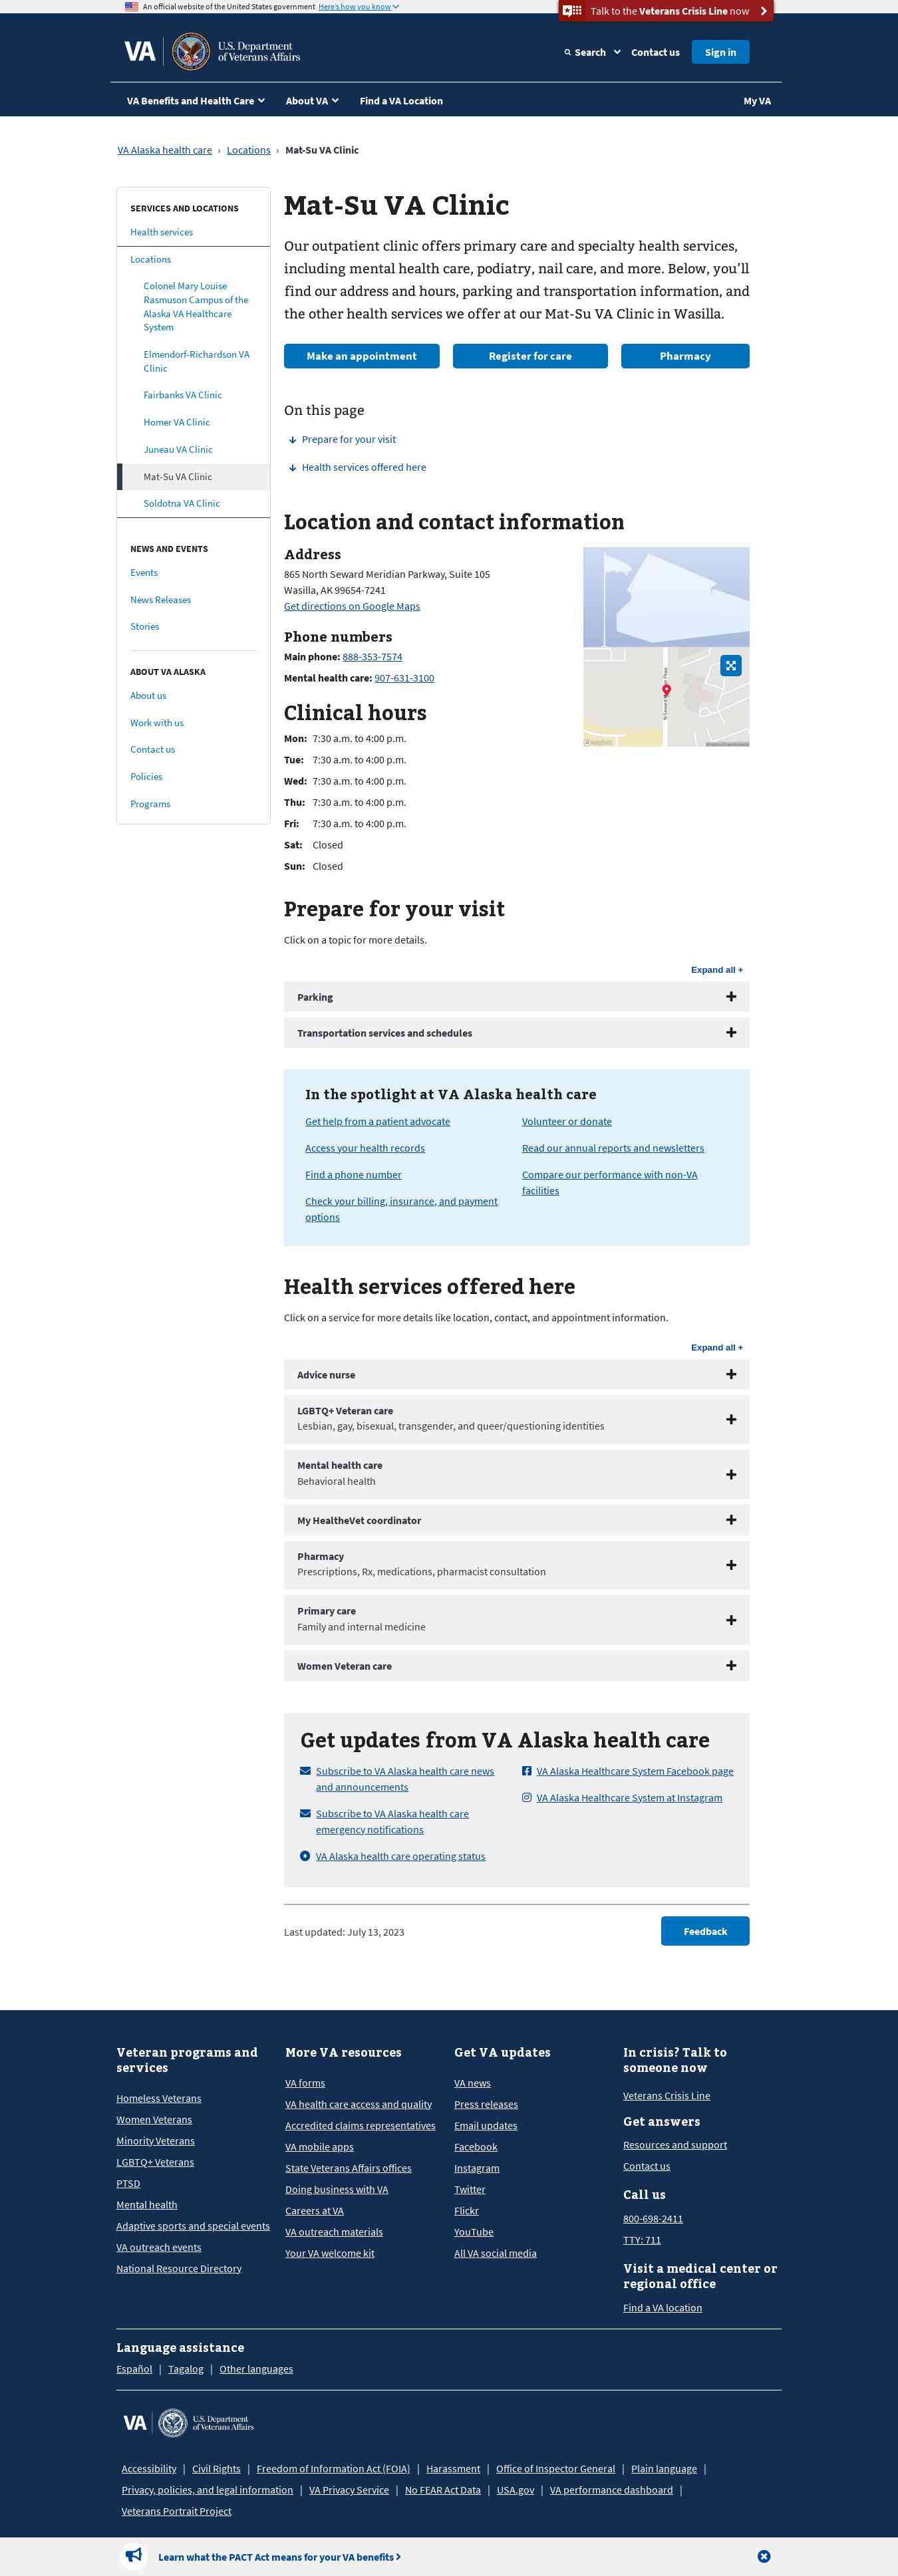 An official website of the United States government Here's how you know
Talk to the Veterans Crisis Line now
VA
U.S. Department
of Veterans Affairs
Search
Contact us
Sign in
VA Benefits and Health Care
About VA
Find a VA Location
My VA
VA Alaska health care › Locations › Mat-Su VA Clinic
SERVICES AND LOCATIONS
Health services
Locations
Colonel Mary Louise
Rasmuson Campus of the
Alaska VA Healthcare
System
Elmendorf-Richardson VA
Clinic
Fairbanks VA Clinic
Homer VA Clinic
Juneau VA Clinic
Mat-Su VA Clinic
Soldotna VA Clinic
NEWS AND EVENTS
Events
News Releases
Stories
ABOUT VA ALASKA
About us
Work with us
Contact us
Policies
Programs
Mat-Su VA Clinic
Our outpatient clinic offers primary care and specialty health services,
including mental health care, podiatry, nail care, and more. Below, you’ll
find our address and hours, parking and transportation information, and
the other health services we offer at our Mat-Su VA Clinic in Wasilla.
Make an appointment
Register for care
Pharmacy
On this page
Prepare for your visit
Health services offered here
Location and contact information
Address
865 North Seward Meridian Parkway, Suite 105
Wasilla, AK 99654-7241
Get directions on Google Maps
Phone numbers
Main phone: 888-353-7574
Mental health care: 907-631-3100
Clinical hours
Mon: 7:30 a.m. to 4:00 p.m.
Tue: 7:30 a.m. to 4:00 p.m.
Wed: 7:30 a.m. to 4:00 p.m.
Thu: 7:30 a.m. to 4:00 p.m.
Fri: 7:30 a.m. to 4:00 p.m.
Sat: Closed
Sun: Closed
Prepare for your visit
Click on a topic for more details.
Expand all +
Parking
Transportation services and schedules
In the spotlight at VA Alaska health care
Get help from a patient advocate
Access your health records
Find a phone number
Check your billing, insurance, and payment
options
Volunteer or donate
Read our annual reports and newsletters
Compare our performance with non-VA
facilities
Health services offered here
Click on a service for more details like location, contact, and appointment information.
Expand all +
Advice nurse
LGBTQ+ Veteran care
Lesbian, gay, bisexual, transgender, and queer/questioning identities
Mental health care
Behavioral health
My HealtheVet coordinator
Pharmacy
Prescriptions, Rx, medications, pharmacist consultation
Primary care
Family and internal medicine
Women Veteran care
Get updates from VA Alaska health care
Subscribe to VA Alaska health care news
and announcements
Subscribe to VA Alaska health care
emergency notifications
VA Alaska health care operating status
VA Alaska Healthcare System Facebook page
VA Alaska Healthcare System at Instagram
Last updated: July 13, 2023
Feedback
Veteran programs and
services
Homeless Veterans
Women Veterans
Minority Veterans
LGBTQ+ Veterans
PTSD
Mental health
Adaptive sports and special events
VA outreach events
National Resource Directory
More VA resources
VA forms
VA health care access and quality
Accredited claims representatives
VA mobile apps
State Veterans Affairs offices
Doing business with VA
Careers at VA
VA outreach materials
Your VA welcome kit
Get VA updates
VA news
Press releases
Email updates
Facebook
Instagram
Twitter
Flickr
YouTube
All VA social media
In crisis? Talk to
someone now
Veterans Crisis Line
Get answers
Resources and support
Contact us
Call us
800-698-2411
TTY: 711
Visit a medical center or
regional office
Find a VA location
Language assistance
Español | Tagalog | Other languages
VA
U.S. Department
of Veterans Affairs
Accessibility | Civil Rights | Freedom of Information Act (FOIA) | Harassment | Office of Inspector General | Plain language |
Privacy, policies, and legal information | VA Privacy Service | No FEAR Act Data | USA.gov | VA performance dashboard |
Veterans Portrait Project
Learn what the PACT Act means for your VA benefits